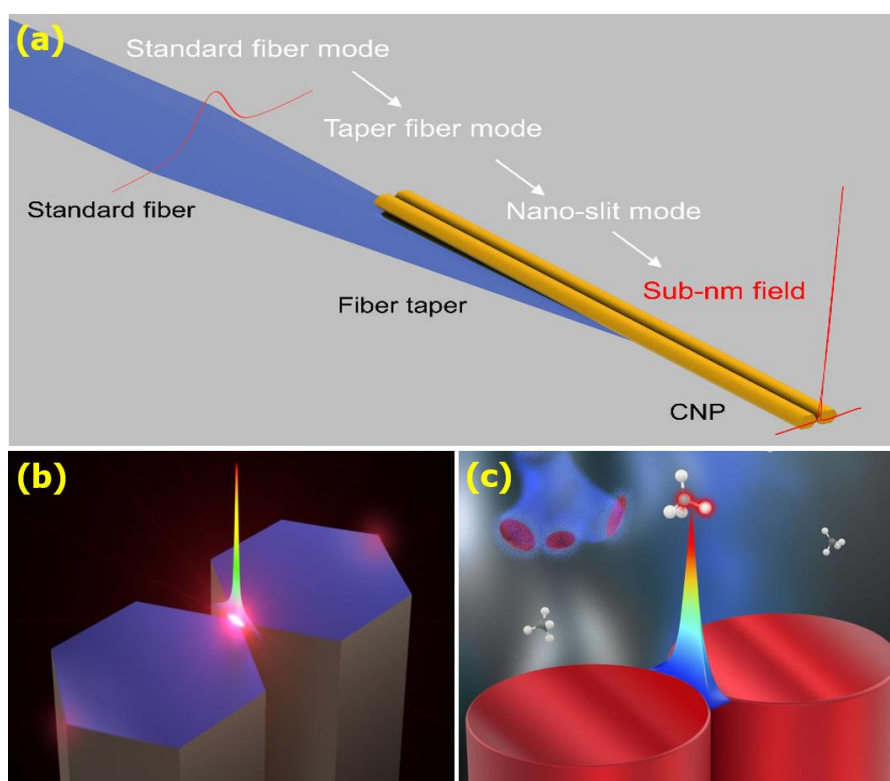 (a)
Standard fiber mode
Taper fiber mode
Standard fiber
Nano-slit mode
Sub-nm field
Fiber taper
CNP
(b)
(c)